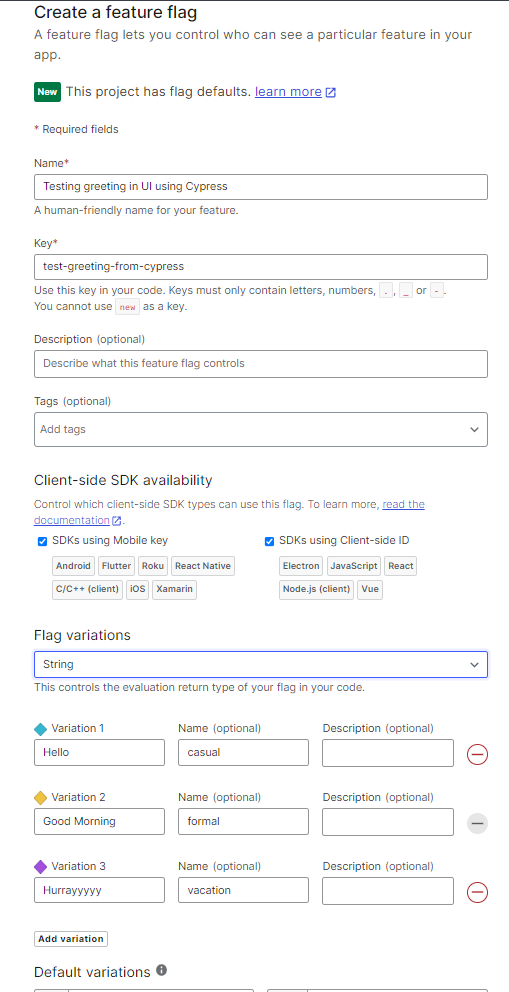 Create a feature flag
A feature flag lets you control who can see a particular feature in your
app.
New This project has flag defaults. learn more
* Required fields
Name*
Testing greeting in UI using Cypress
A human-friendly name for your feature.
Key*
test-greeting-from-cypress
Use this key in your code. Keys must only contain letters, numbers, . , _ or - .
You cannot use new as a key.
Description (optional)
Describe what this feature flag controls
Tags (optional)
Add tags
Client-side SDK availability
Control which client-side SDK types can use this flag. To learn more, read the
documentation .
SDKs using Mobile key SDKs using Client-side ID
Android Flutter Roku React Native Electron JavaScript React
C/C++ (client) iOS Xamarin Node.js (client) Vue
Flag variations
String
This controls the evaluation return type of your flag in your code.
Variation 1 Name (optional) Description (optional)
Hello casual
Variation 2 Name (optional) Description (optional)
Good Morning formal
Variation 3 Name (optional) Description (optional)
Hurrayyyyy vacation
Add variation
Default variations